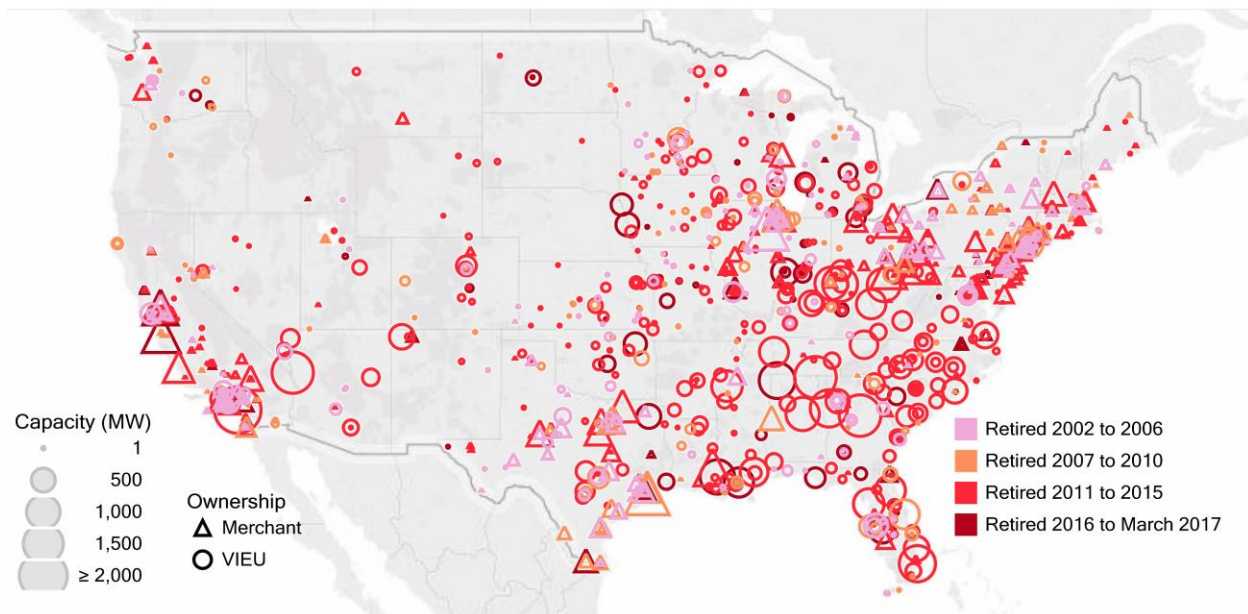 Capacity (MW)
1
500
1,000
1,500
≥ 2,000
Ownership
Merchant
VIEU
Retired 2002 to 2006
Retired 2007 to 2010
Retired 2011 to 2015
Retired 2016 to March 2017